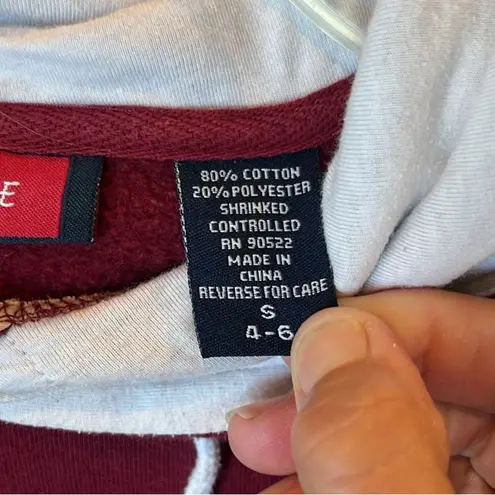 E
80% COTTON
20% POLYESTER
SHRINKED
CONTROLLED
RN 90522
MADE IN
CHINA
REVERSE FOR CARE
S
4-6